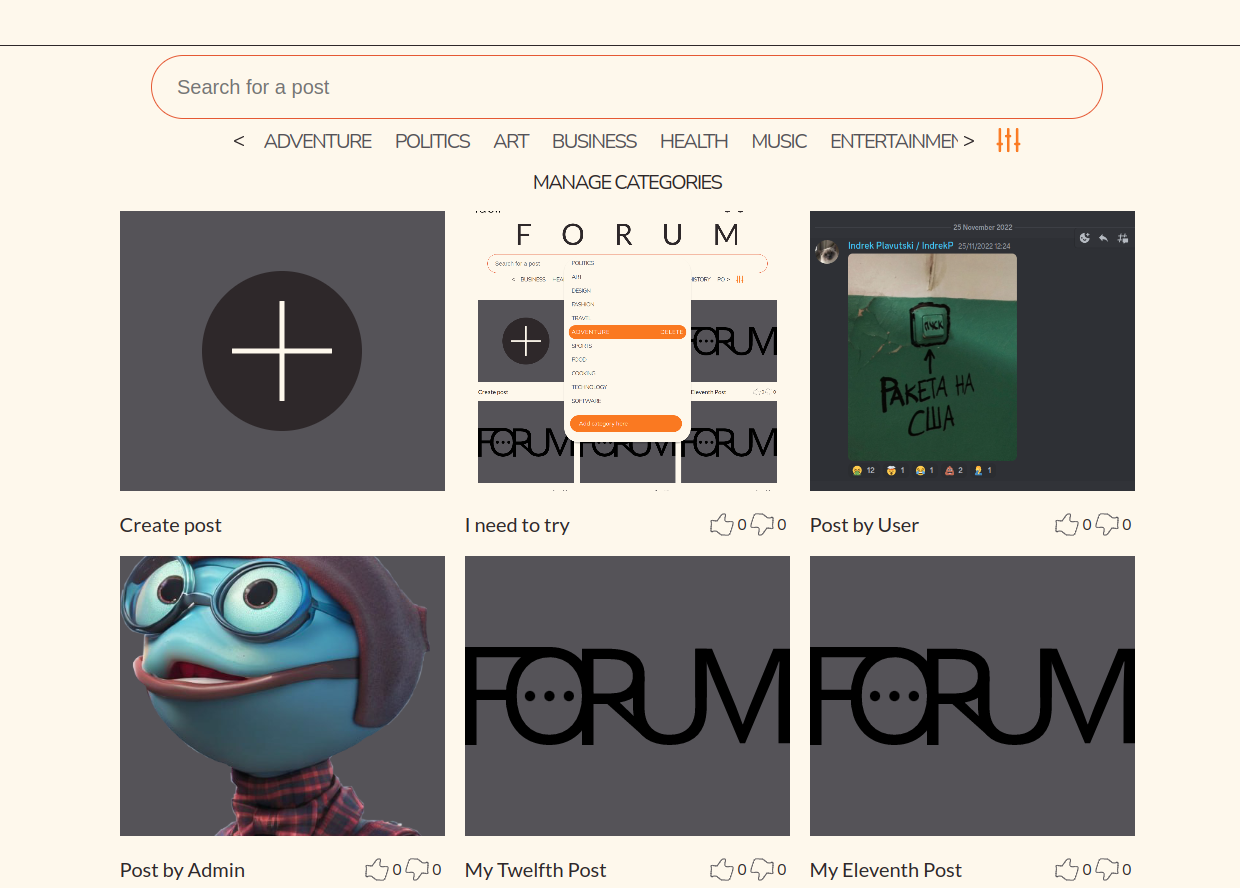 Search for a post
< ADVENTURE POLITICS ART BUSINESS HEALTH MUSIC ENTERTAINMEN >
MANAGE CATEGORIES
F O R U M
Search for a post
POLITICS
ART
< BUSINESS HEA
HISTORY PO >
DESIGN
FASHION
TRAVEL
ADVENTURE DELETE
SPORTS
FOOD
COOKING
TECHNOLOGY
SOFTWARE
Create post
Eleventh Post
Add category here
FORUM
FORUM
FORUM
FORUM
25 November 2022
Indrek Plavutski / IndrekP 25/11/2022 12:24
ПУСК
РАКЕТА НА
США
12 1 1 2 1
Create post
I need to try 0 0
Post by User 0 0
FORUM
FORUM
Post by Admin 0 0
My Twelfth Post 0 0
My Eleventh Post 0 0